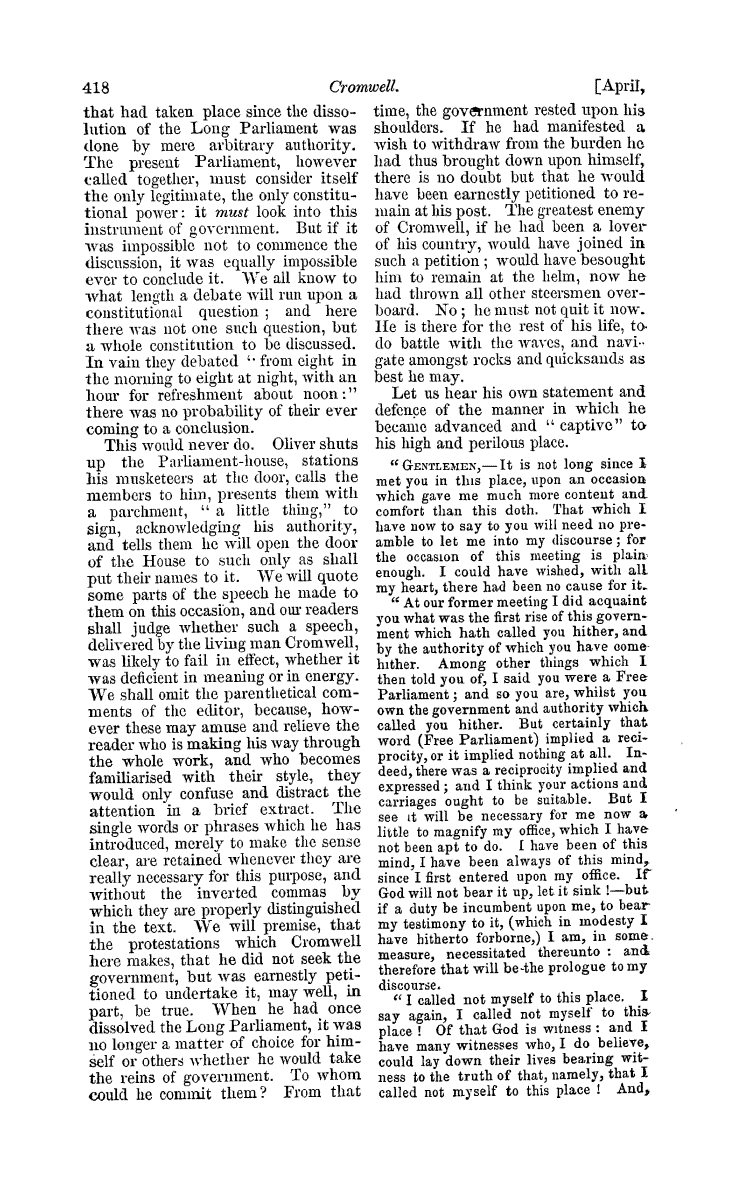 418 Cromwell. [April,
that had taken place since the disso-
lution of the Long Parliament was
done by mere arbitrary authority.
The present Parliament, however
called together, must consider itself
the only legitimate, the only constitu-
tional power: it must look into this
instrument of government. But if it
was impossible not to commence the
discussion, it was equally impossible
ever to conclude it. We all know to
what length a debate will run upon a
constitutional question; and here
there was not one such question, but
a whole constitution to be discussed.
In vain they debated "from eight in
the morning to eight at night, with an
hour for refreshment about noon:"
there was no probability of their ever
coming to a conclusion.
This would never do. Oliver shuts
up the Parliament-house, stations
his musketeers at the door, calls the
members to him, presents them with
a parchment, "a little thing," to
sign, acknowledging his authority,
and tells them he will open the door
of the House to such only as shall
put their names to it. We will quote
some parts of the speech he made to
them on this occasion, and our readers
shall judge whether such a speech,
delivered by the living man Cromwell,
was likely to fail in effect, whether it
was deficient in meaning or in energy.
We shall omit the parenthetical com-
ments of the editor, because, how-
ever these may amuse and relieve the
reader who is making his way through
the whole work, and who becomes
familiarised with their style, they
would only confuse and distract the
attention in a brief extract. The
single words or phrases which he has
introduced, merely to make the sense
clear, are retained whenever they are
really necessary for this purpose, and
without the inverted commas by
which they are properly distinguished
in the text. We will premise, that
the protestations which Cromwell
here makes, that he did not seek the
government, but was earnestly peti-
tioned to undertake it, may well, in
part, be true. When he had once
dissolved the Long Parliament, it was
no longer a matter of choice for him-
self or others whether he would take
the reins of government. To whom
could he commit them? From that
time, the government rested upon his
shoulders. If he had manifested a
wish to withdraw from the burden he
had thus brought down upon himself,
there is no doubt but that he would
have been earnestly petitioned to re-
main at his post. The greatest enemy
of Cromwell, if he had been a lover
of his country, would have joined in
such a petition; would have besought
him to remain at the helm, now he
had thrown all other steersmen over-
board. No; he must not quit it now.
He is there for the rest of his life, to
do battle with the waves, and navi-
gate amongst rocks and quicksands as
best he may.
Let us hear his own statement and
defence of the manner in which he
became advanced and "captive" to
his high and perilous place.
"GENTLEMEN,—It is not long since I
met you in this place, upon an occasion
which gave me much more content and
comfort than this doth. That which I
have now to say to you will need no pre-
amble to let me into my discourse; for
the occasion of this meeting is plain
enough. I could have wished, with all
my heart, there had been no cause for it.
"At our former meeting I did acquaint
you what was the first rise of this govern-
ment which hath called you hither, and
by the authority of which you have come
hither. Among other things which I
then told you of, I said you were a Free
Parliament; and so you are, whilst you
own the government and authority which
called you hither. But certainly that
word (Free Parliament) implied a reci-
procity, or it implied nothing at all. In-
deed, there was a reciprocity implied and
expressed; and I think your actions and
carriages ought to be suitable. But I
see it will be necessary for me now a
little to magnify my office, which I have
not been apt to do. I have been of this
mind, I have been always of this mind,
since I first entered upon my office. If
God will not bear it up, let it sink!—but
if a duty be incumbent upon me, to bear
my testimony to it, (which in modesty I
have hitherto forborne,) I am, in some
measure, necessitated thereunto: and
therefore that will be the prologue to my
discourse.
"I called not myself to this place. I
say again, I called not myself to this
place! Of that God is witness: and I
have many witnesses who, I do believe,
could lay down their lives bearing wit-
ness to the truth of that, namely, that I
called not myself to this place! And,